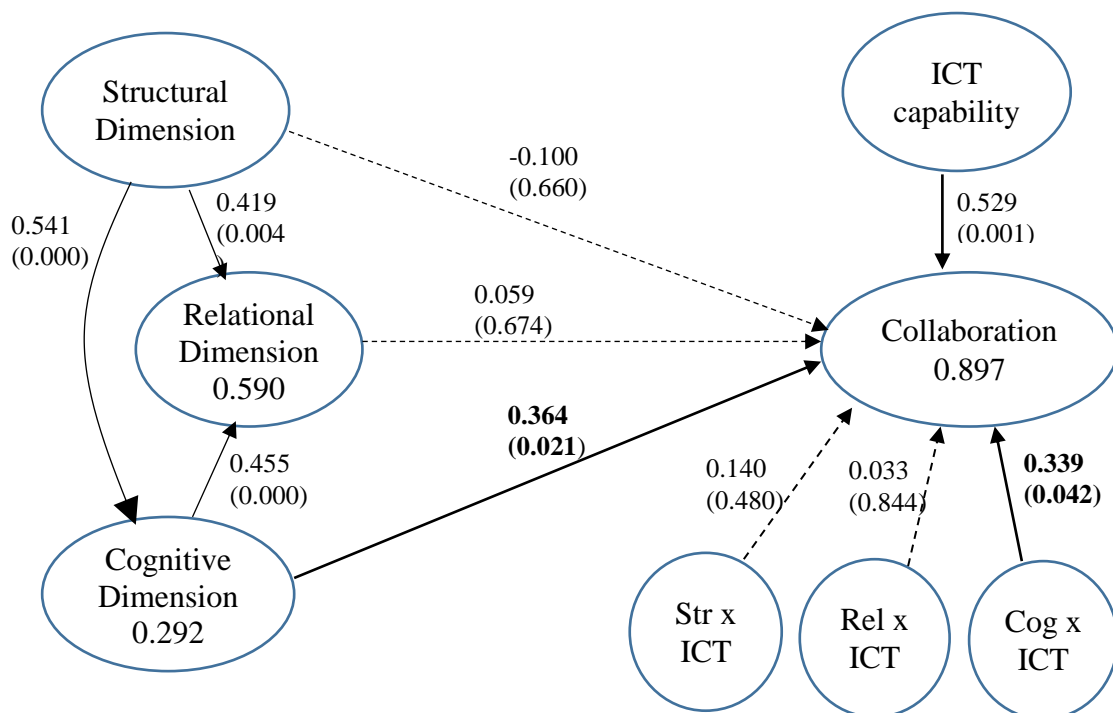 Structural
Dimension
ICT
capability
-0.100
(0.660)
0.541
(0.000)
0.419
(0.004
)
0.529
(0.001)
Relational
Dimension
0.590
0.059
(0.674)
Collaboration
0.897
0.364
(0.021)
0.455
(0.000)
0.140
(0.480)
0.033
(0.844)
0.339
(0.042)
Cognitive
Dimension
0.292
Str x
ICT
Rel x
ICT
Cog x
ICT